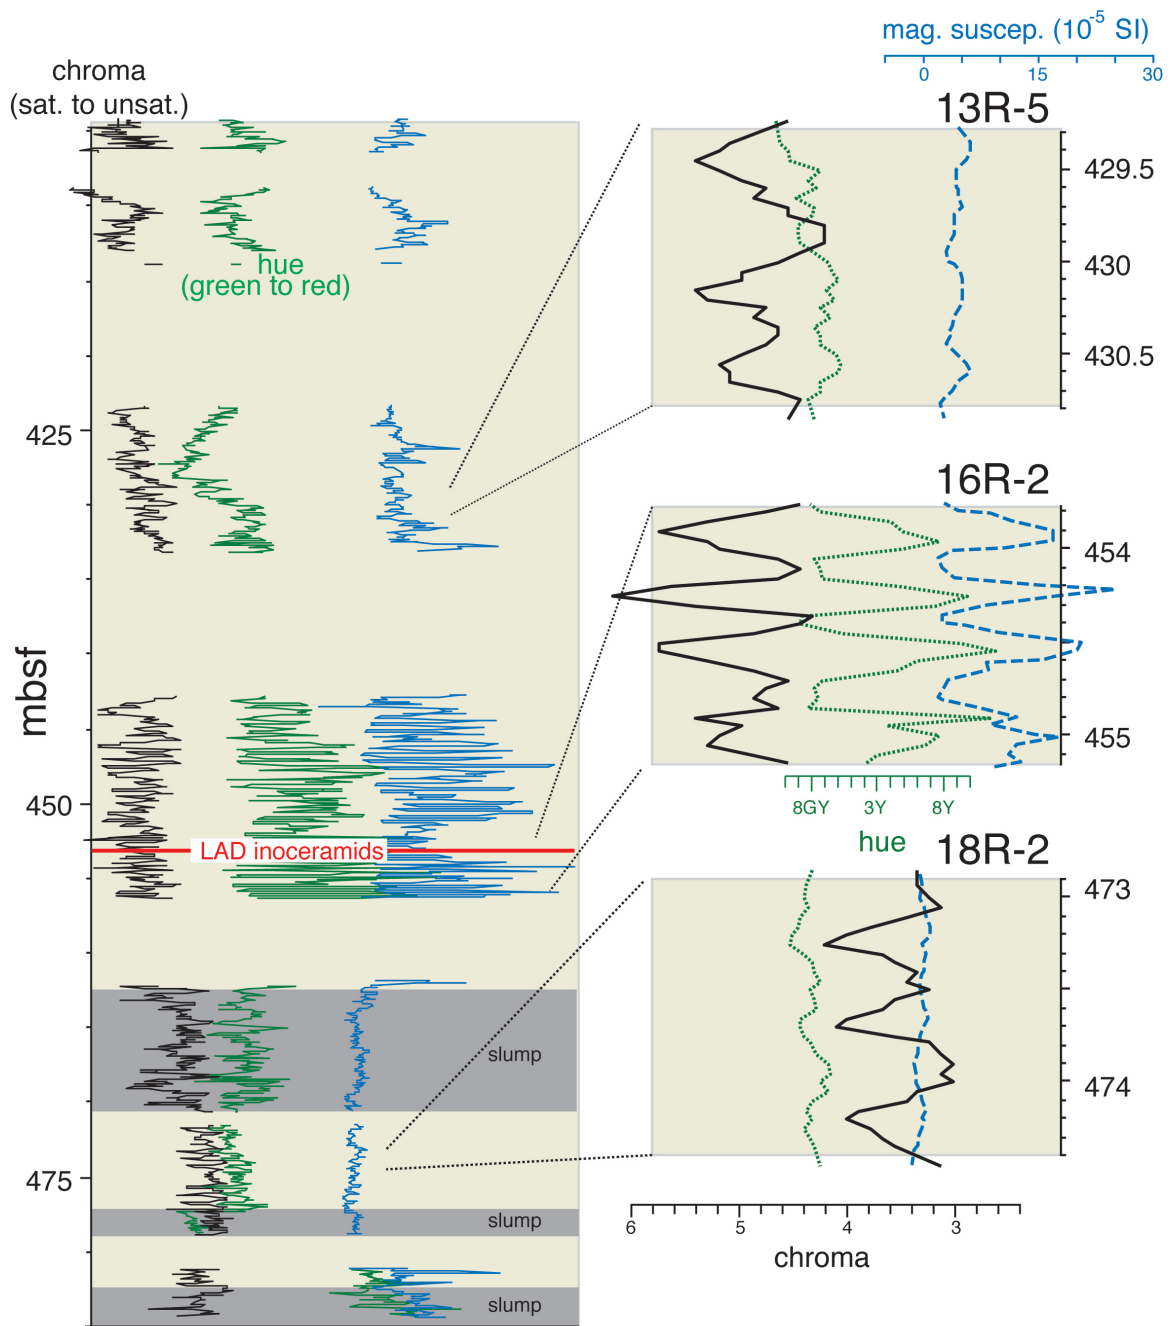 mag. suscep. (10-5 SI)
0 15 30
chroma
(sat. to unsat.)
13R-5
429.5
430
430.5
hue
(green to red)
425
16R-2
454
455
mbsf
450
LAD inoceramids
8GY 3Y 8Y
hue
18R-2
473
474
slump
475
slump
slump
6 5 4 3
chroma